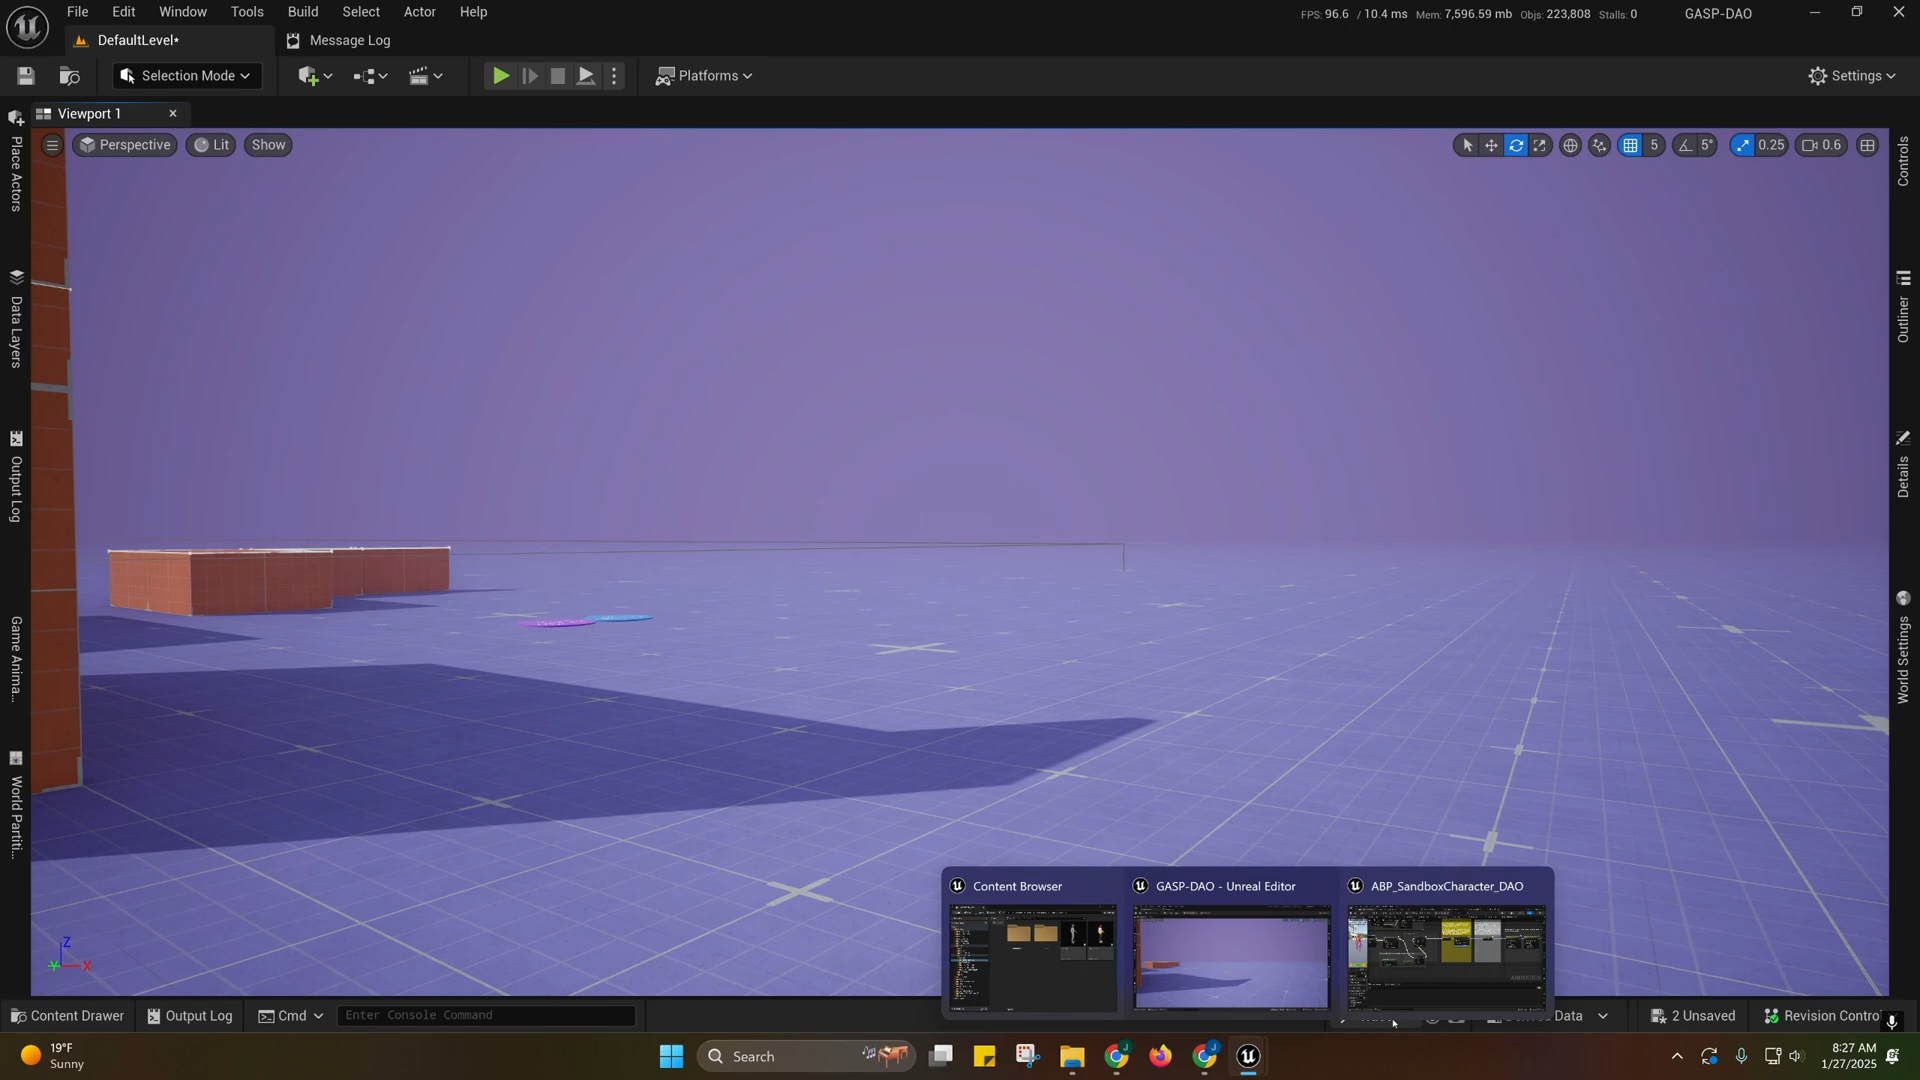 File Edit Window Tools Build Select Actor Help
FPS: 96.6 / 10.4 ms Mem: 7,596.59 mb Objs: 223,808 Stalls: 0
GASP-DAO
DefaultLevel*
Message Log
Selection Mode
Platforms
Settings
Viewport 1
Perspective
Lit
Show
5
5°
0.25
0.6
Place Actors
Data Layers
Output Log
Game Anima...
World Partiti...
Controls
Outliner
Details
World Settings
Z
Y
X
Content Browser
GASP-DAO - Unreal Editor
ABP_SandboxCharacter_DAO
Content Drawer
Output Log
Cmd
Enter Console Command
Data
2 Unsaved
Revision Contro
19°F
Sunny
Search
8:27 AM
1/27/2025